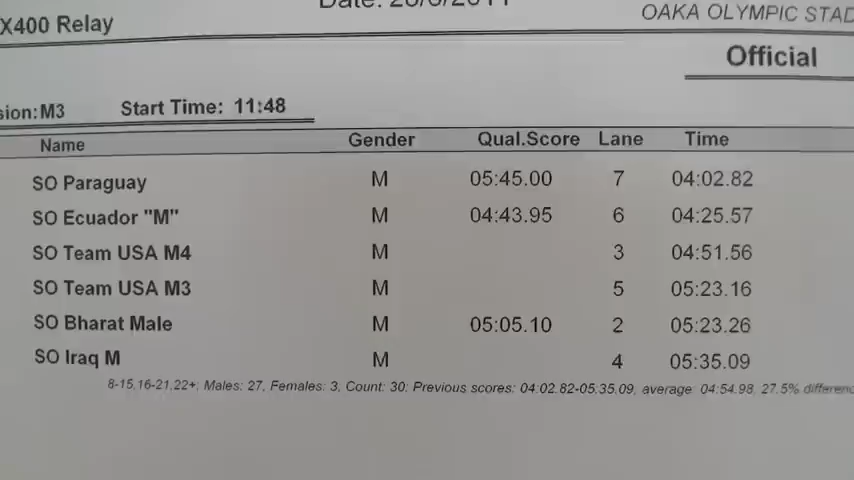 X400 Relay
OAKA OLYMPIC STAD
Official
sion:M3 Start Time: 11:48
Name Gender Qual.Score Lane Time
SO Paraguay M 05:45.00 7 04:02.82
SO Ecuador "M" M 04:43.95 6 04:25.57
SO Team USA M4 M 3 04:51.56
SO Team USA M3 M 5 05:23.16
SO Bharat Male M 05:05.10 2 05:23.26
SO Iraq M M 4 05:35.09
8-15,16-21,22+; Males: 27, Females: 3, Count: 30; Previous scores: 04:02.82-05:35.09, average: 04:54.98, 27.5% differenc